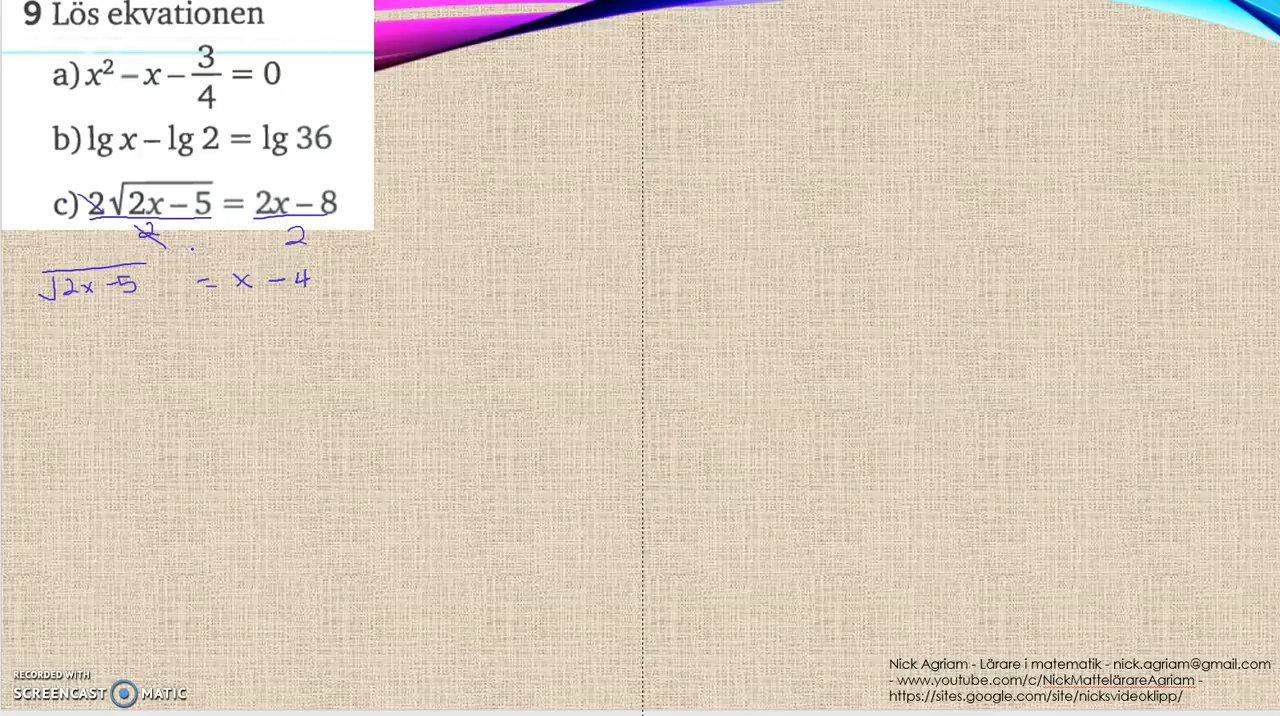 9 Lös ekvationen
a) x² – x – 3/4 = 0
b) lg x – lg 2 = lg 36
c) 2√(2x – 5) = 2x – 8
2 . 2
√(2x – 5) = x – 4
RECORDED WITH
SCREENCAST MATIC
Nick Agriam - Lärare i matematik - nick.agriam@gmail.com
- www.youtube.com/c/NickMattelärareAgriam -
https://sites.google.com/site/nicksvideoklipp/